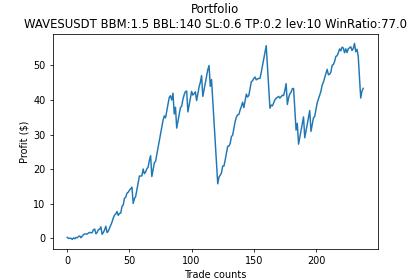 Portfolio
WAVESUSDT BBM:1.5 BBL:140 SL:0.6 TP:0.2 lev:10 WinRatio:77.0
50
40
30
20
10
0
Profit ($)
0 50 100 150 200
Trade counts